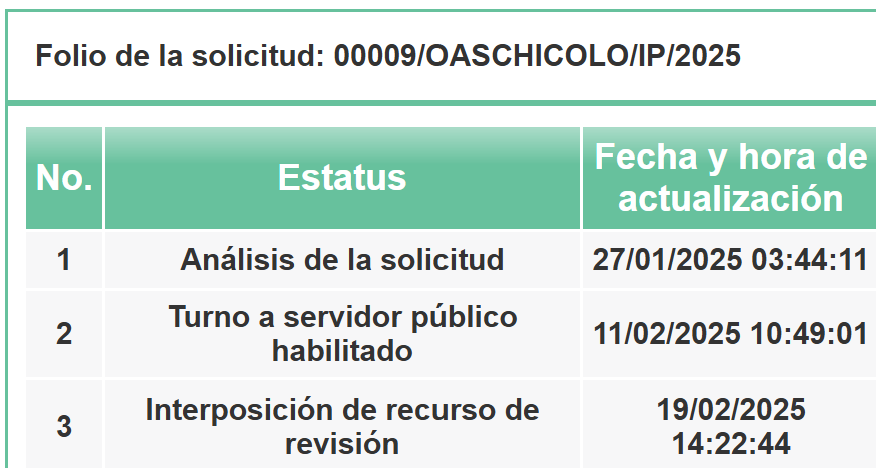 Folio de la solicitud: 00009/OASCHICOLO/IP/2025
No. Estatus Fecha y hora de
actualización
1 Análisis de la solicitud 27/01/2025 03:44:11
2 Turno a servidor público
habilitado 11/02/2025 10:49:01
3 Interposición de recurso de
revisión 19/02/2025
14:22:44